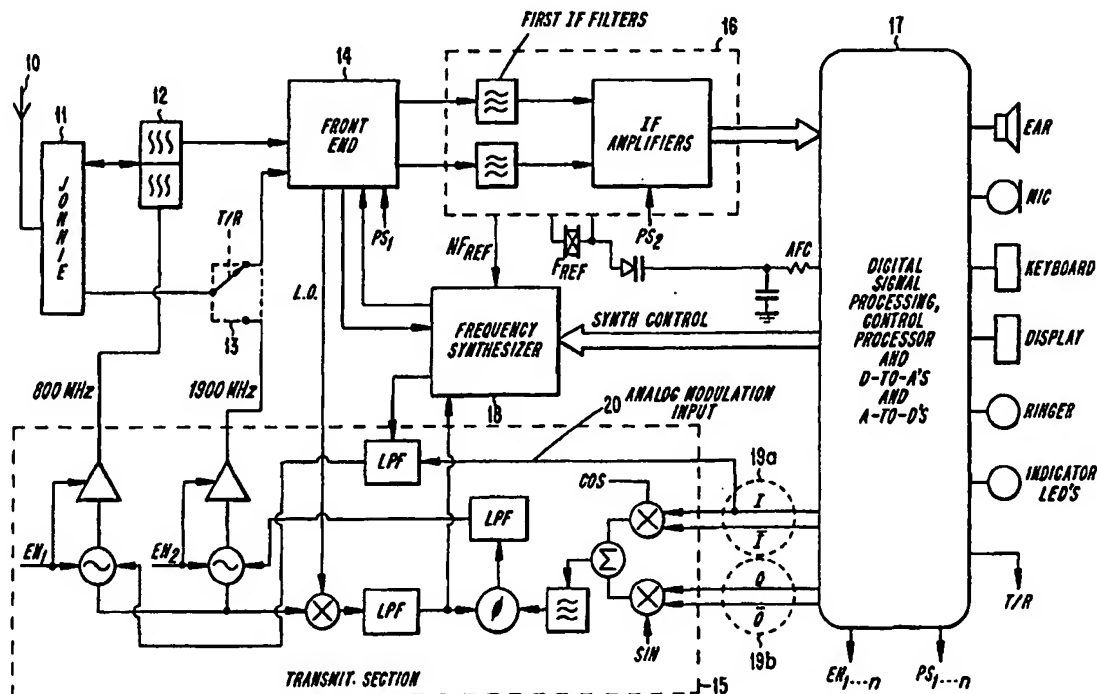 FIRST IF FILTERS
16
17
10
14
12
11
FRONT END
IF AMPLIFIERS
EAR
JOHNNIE
MIC
T/R
PS1
NFREF
FREF
PS2
AFC
KEYBOARD
L.O.
DIGITAL SIGNAL PROCESSING, CONTROL PROCESSOR AND D-TO-A'S AND A-TO-D'S
FREQUENCY SYNTHESIZER
SYNTH CONTROL
DISPLAY
13
800 MHz
1900 MHz
18
20
ANALOG MODULATION INPUT
RINGER
LPF
19a
COS
I
I̅
INDICATOR LED'S
LPF
EN1
EN2
Σ
Q
Q̅
LPF
ϕ
T/R
SIN
19b
TRANSMIT. SECTION
15
EN1...n
PS1...n